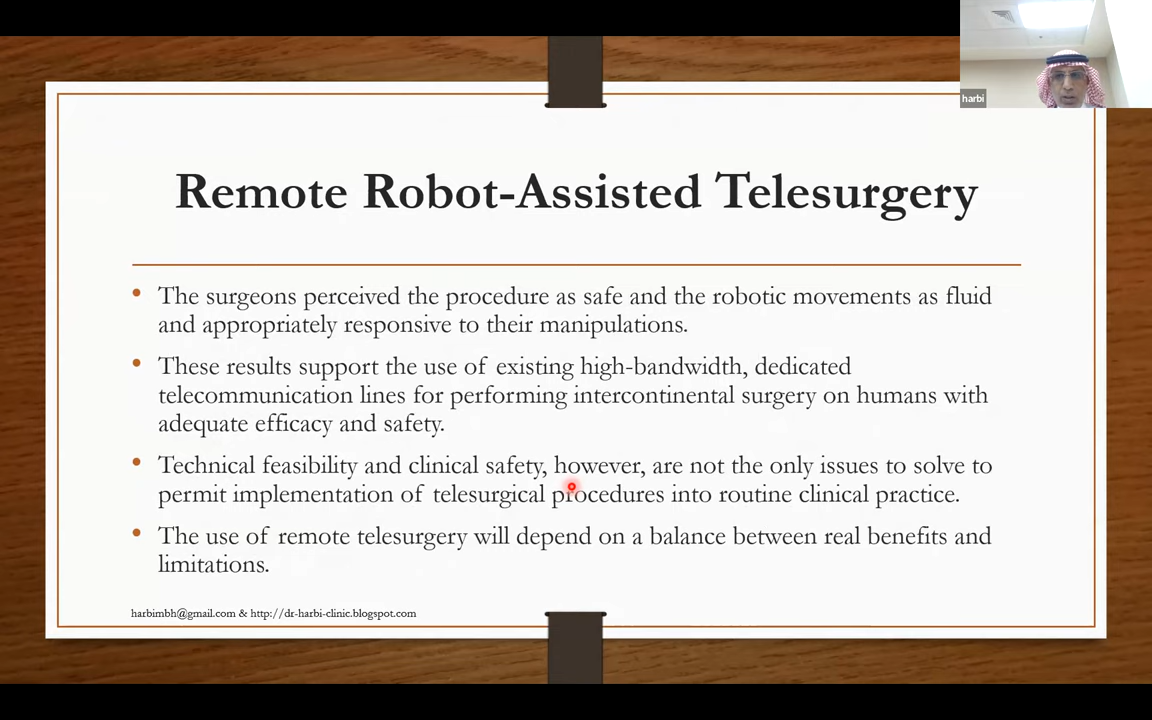 harbi
Remote Robot-Assisted Telesurgery
• The surgeons perceived the procedure as safe and the robotic movements as fluid
and appropriately responsive to their manipulations.
• These results support the use of existing high-bandwidth, dedicated
telecommunication lines for performing intercontinental surgery on humans with
adequate efficacy and safety.
• Technical feasibility and clinical safety, however, are not the only issues to solve to
permit implementation of telesurgical procedures into routine clinical practice.
• The use of remote telesurgery will depend on a balance between real benefits and
limitations.
harbimbh@gmail.com & http://dr-harbi-clinic.blogspot.com